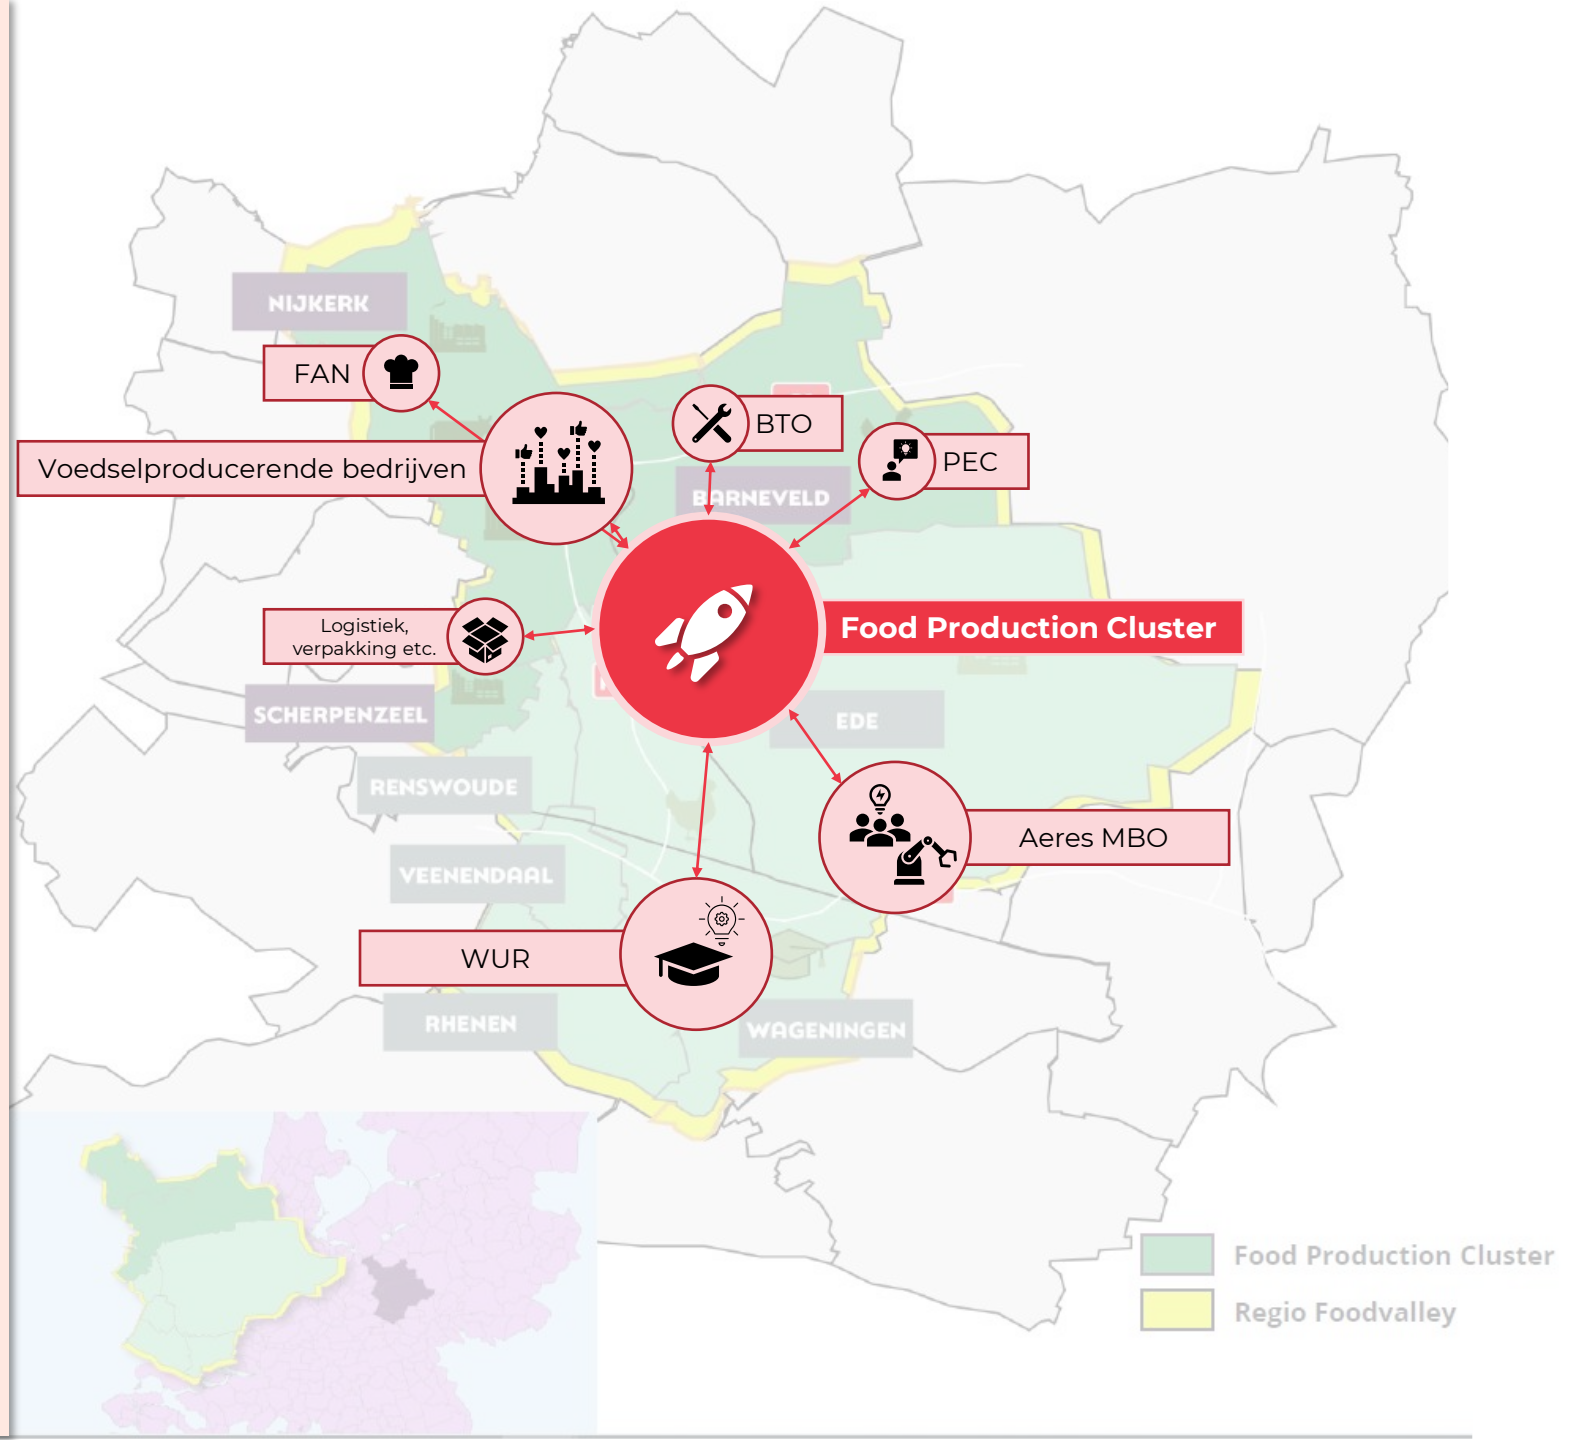 NIJKERK
FAN
BTO
Voedselproducerende bedrijven
PEC
BARNEVELD
Logistiek,
verpakking etc.
Food Production Cluster
SCHERPENZEEL
EDE
RENSWOUDE
Aeres MBO
VEENENDAAL
WUR
RHENEN
WAGENINGEN
Food Production Cluster
Regio Foodvalley